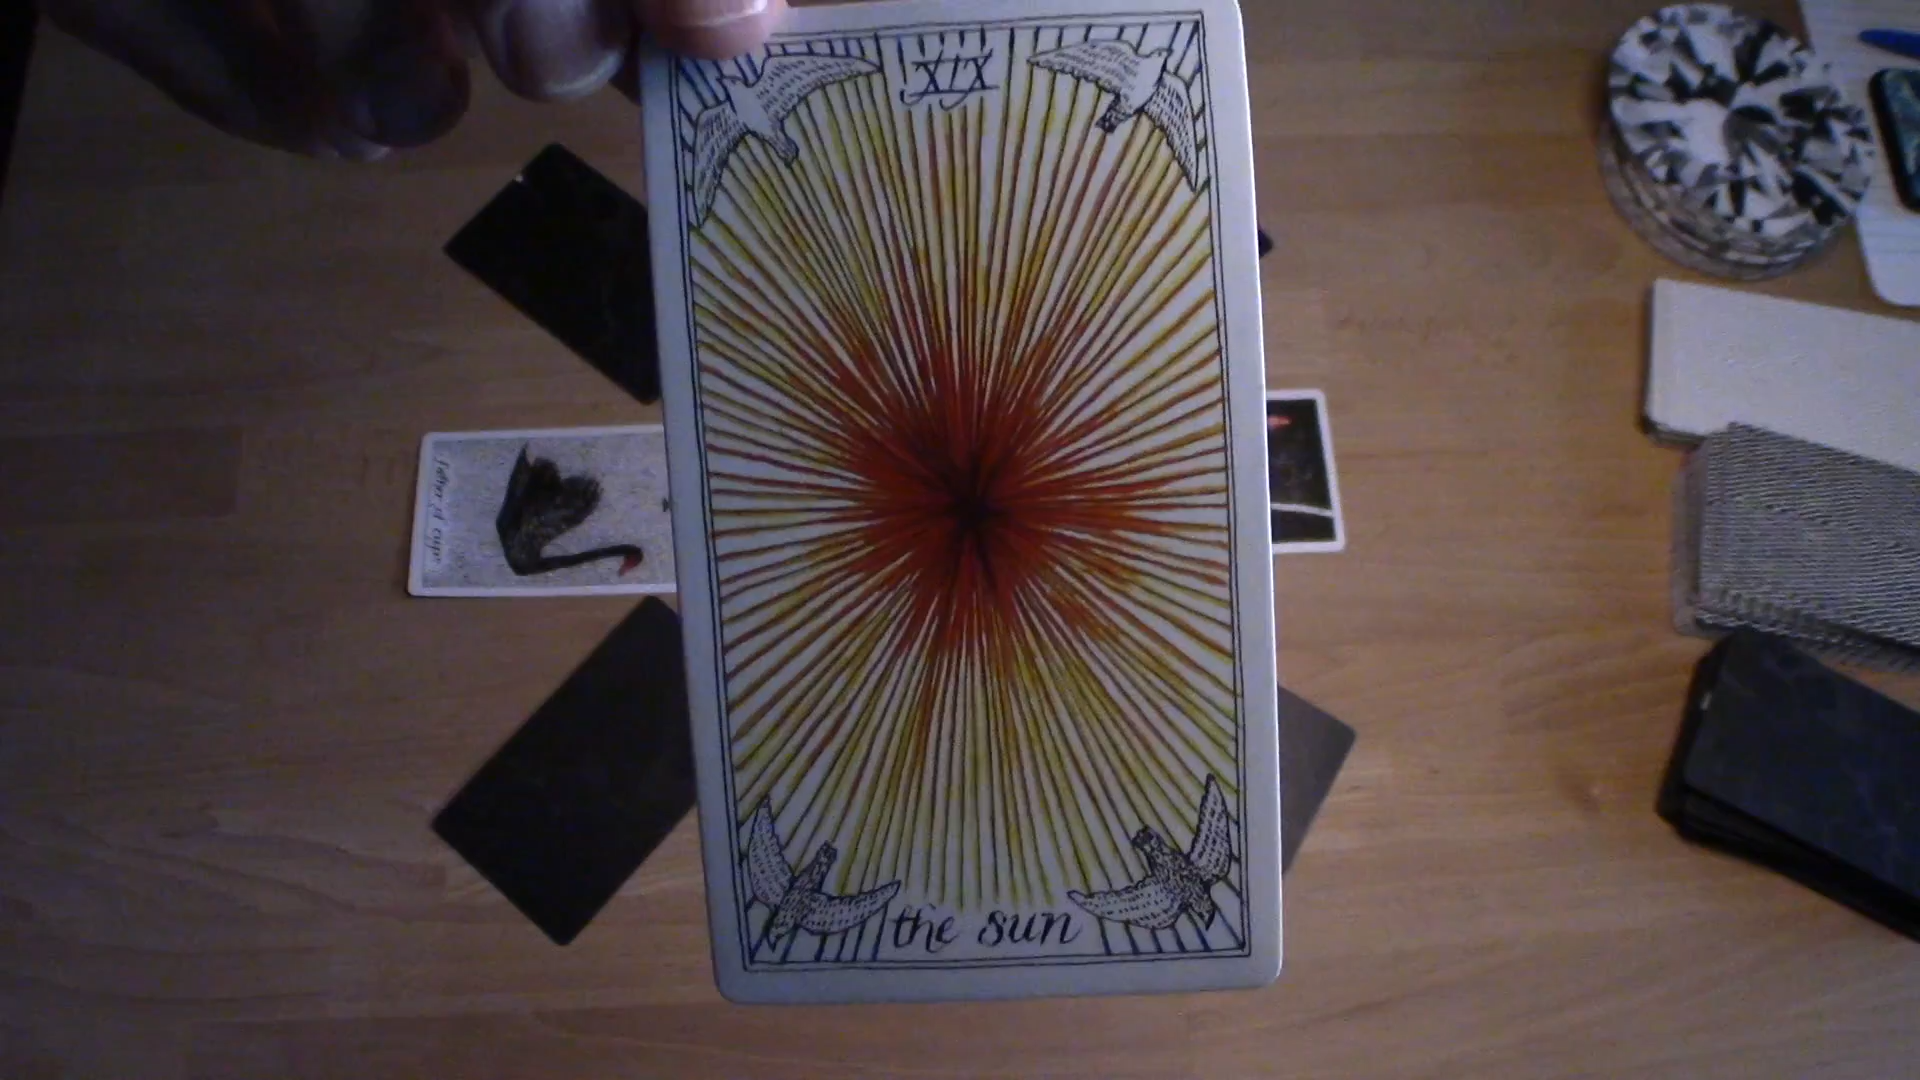 XIX
the sun
father of cups